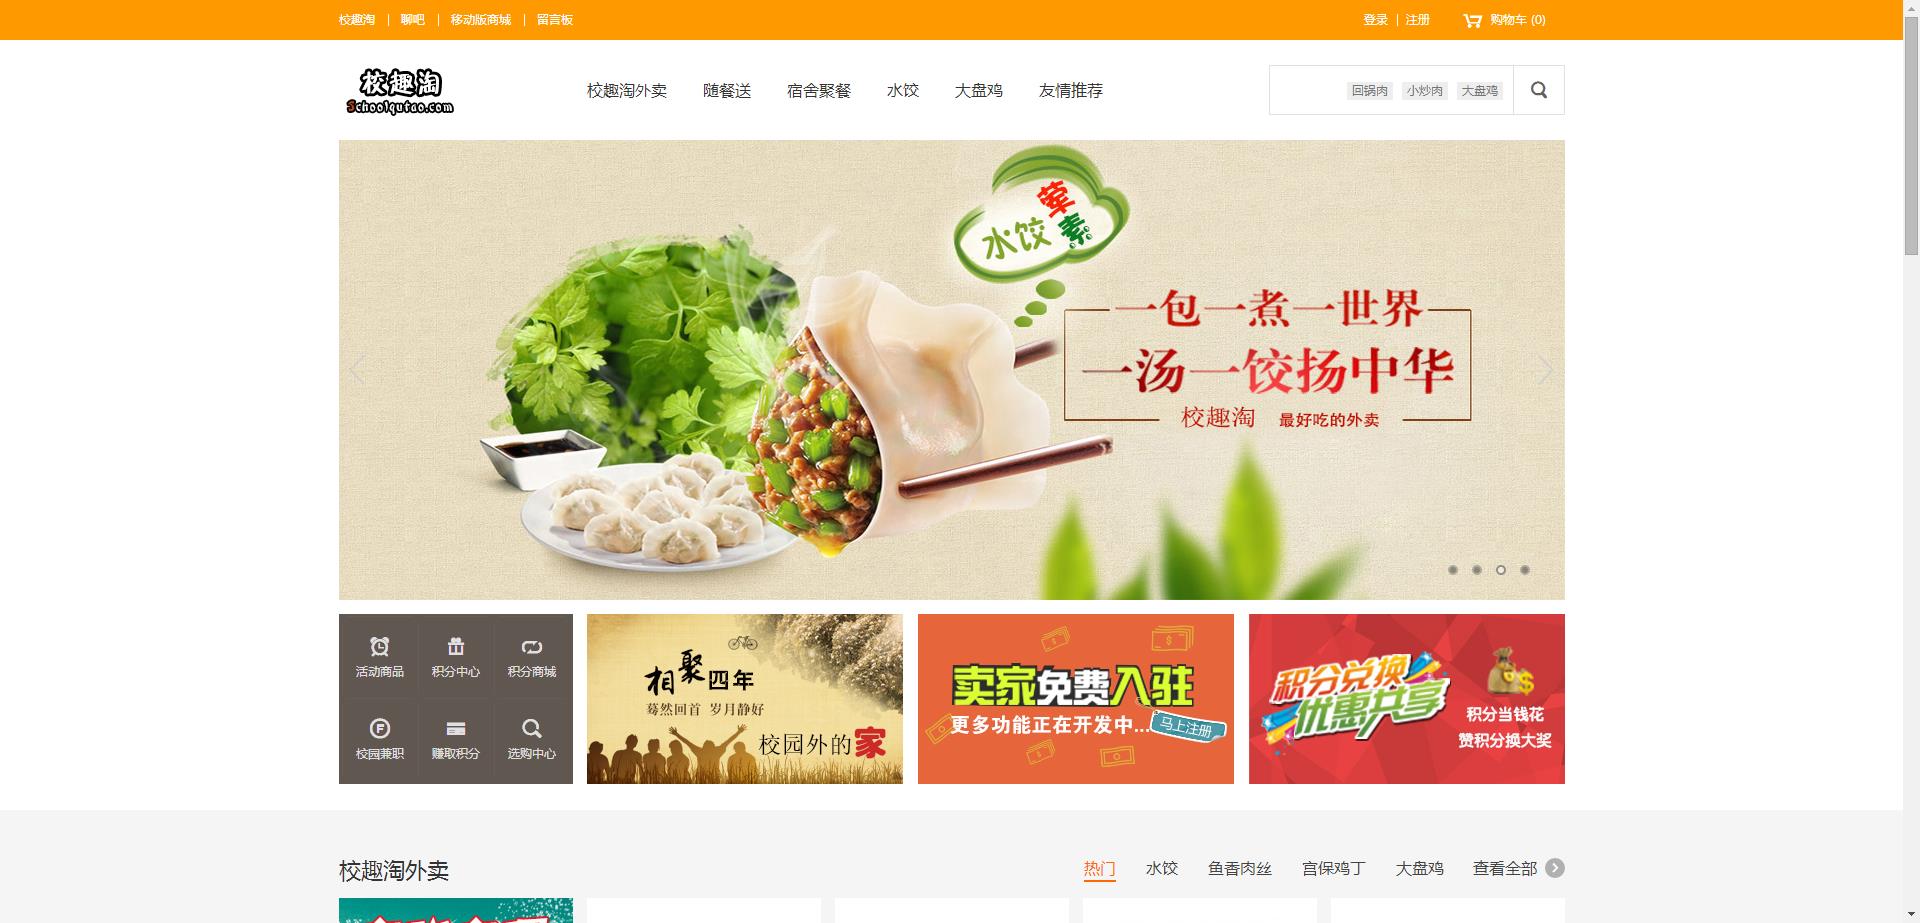 校趣淘 | 聊吧 | 移动版商城 | 留言板
登录 | 注册 购物车 (0)
校趣淘
Schoolqutao.com
校趣淘外卖 随餐送 宿舍聚餐 水饺 大盘鸡 友情推荐
回锅肉 小炒肉 大盘鸡
荤
水饺 素
一包一煮一世界
一汤一饺扬中华
校趣淘 最好吃的外卖
活动商品 积分中心 积分商城
校园兼职 赚取积分 选购中心
相聚四年
蓦然回首 岁月静好
校园外的家
卖家免费入驻
更多功能正在开发中...
马上注册
积分兑换
优惠共享
积分当钱花
赞积分换大奖
校趣淘外卖
热门 水饺 鱼香肉丝 宫保鸡丁 大盘鸡 查看全部